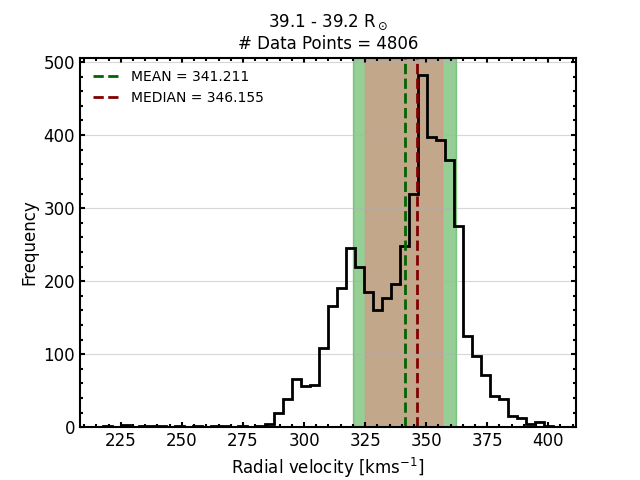 39.1 - 39.2 R⊙
# Data Points = 4806
500
400
300
200
100
0
Frequency
MEAN = 341.211
MEDIAN = 346.155
225 250 275 300 325 350 375 400
Radial velocity [kms⁻¹]